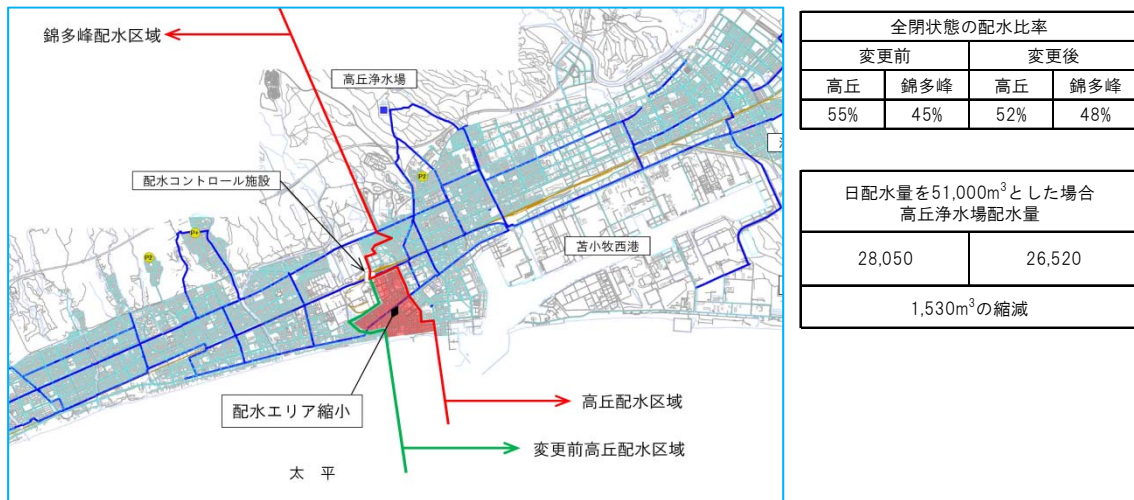 錦多峰配水区域
高丘浄水場
配水コントロール施設
P2
P1
P2
苫小牧西港
配水エリア縮小
高丘配水区域
変更前高丘配水区域
太 平
全閉状態の配水比率
変更前 変更後
高丘 錦多峰 高丘 錦多峰
55% 45% 52% 48%
日配水量を51,000m³とした場合
高丘浄水場配水量
28,050 26,520
1,530m³の縮減